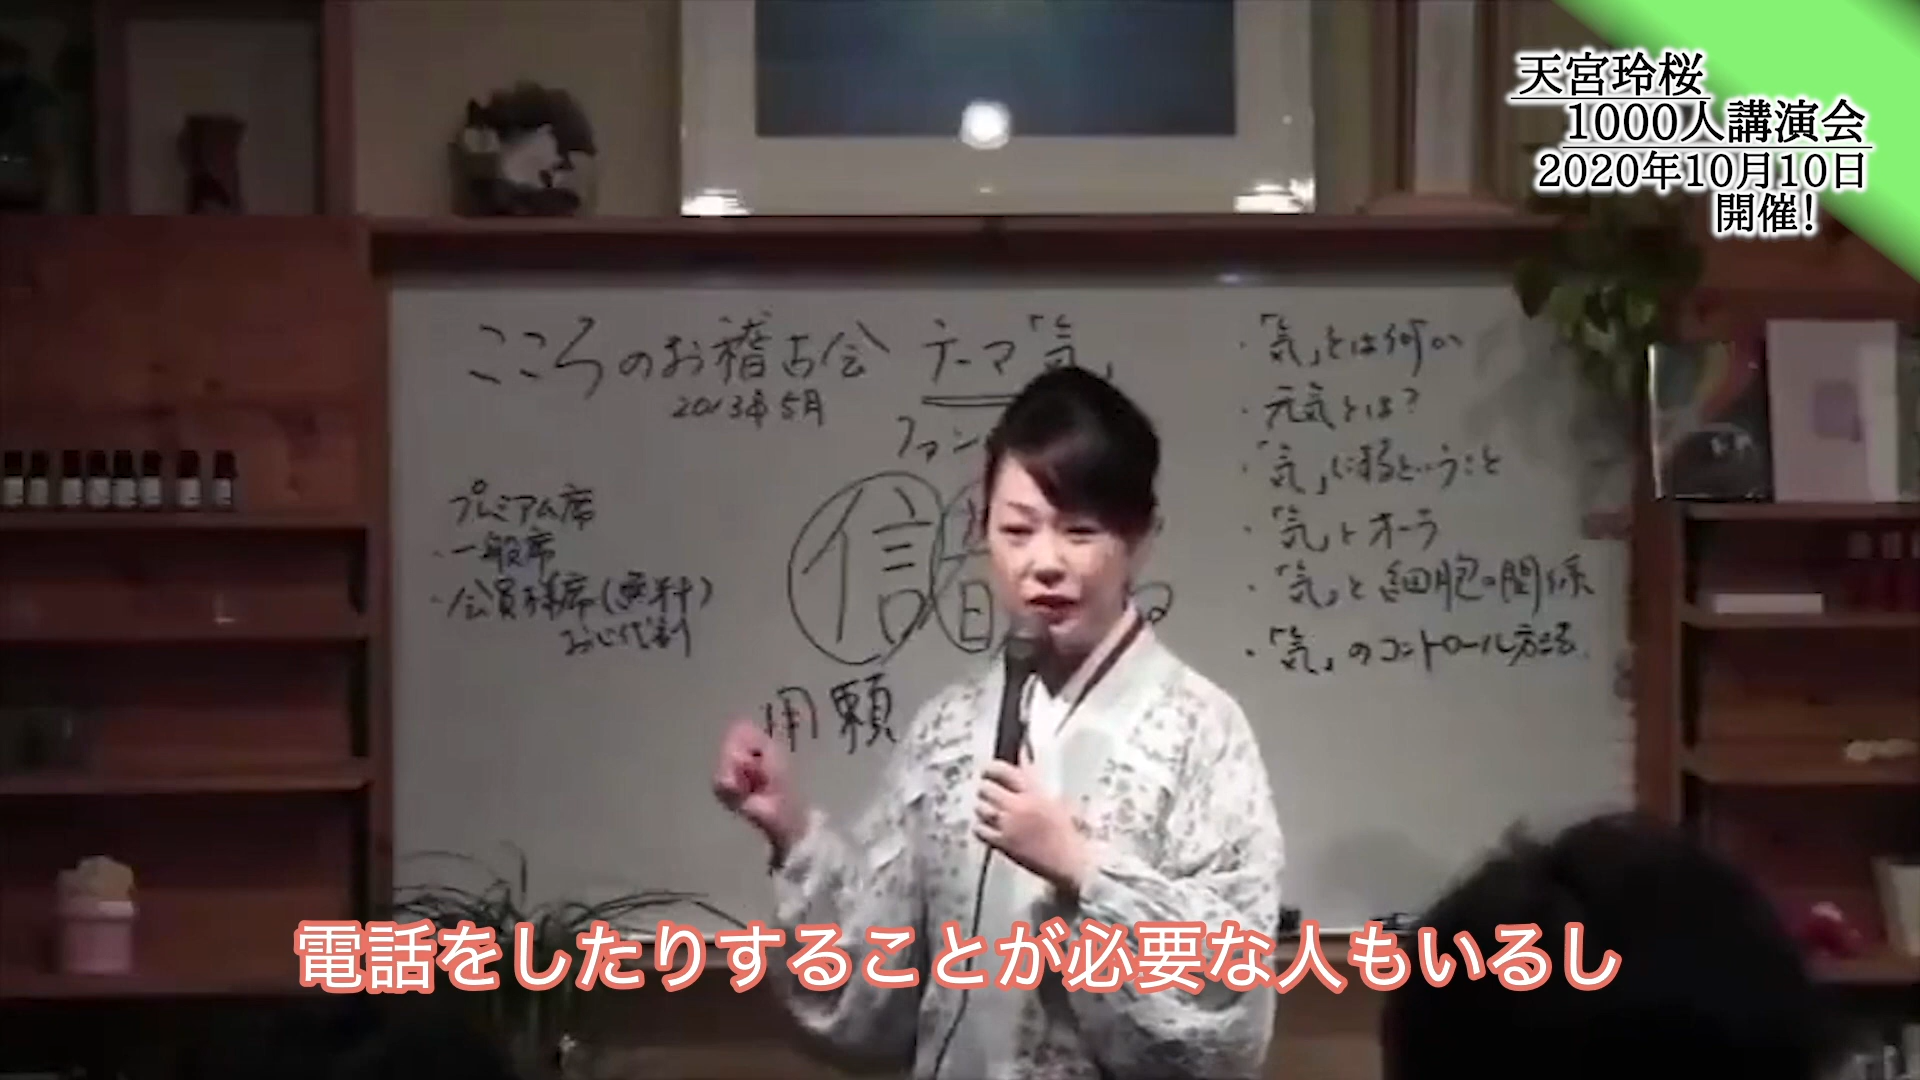 天宮玲桜
1000人講演会
2020年10月10日
開催!
こころのお稽古会 テーマ「気」
2013年5月
ファン
プレミアム席
・一般席
・会員様席(無料)
お心代制
信
用願
・「気」とは何か
・元気とは?
・「気」に〇るということ
・「気」とオーラ
・「気」と細胞の関係
・「気」のコントロール方法
電話をしたりすることが必要な人もいるし